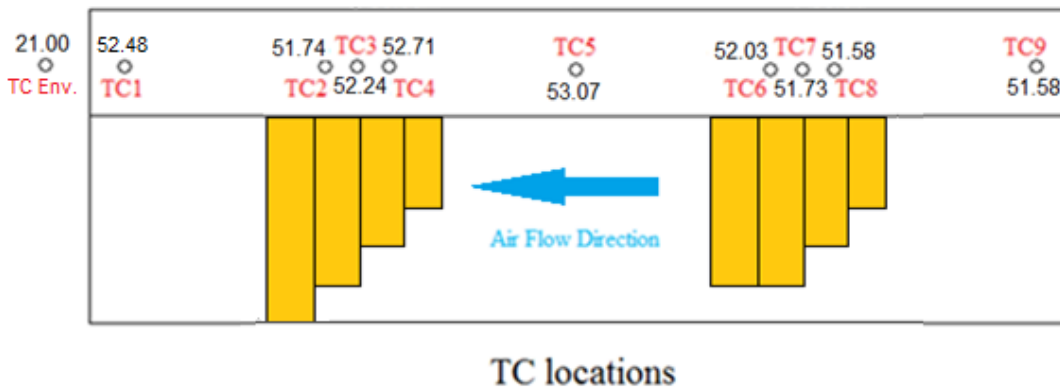 21.00 52.48 51.74 TC3 52.71 TC5 52.03 TC7 51.58 TC9
TC Env. TC1 TC2 52.24 TC4 53.07 TC6 51.73 TC8 51.58
Air Flow Direction
TC locations